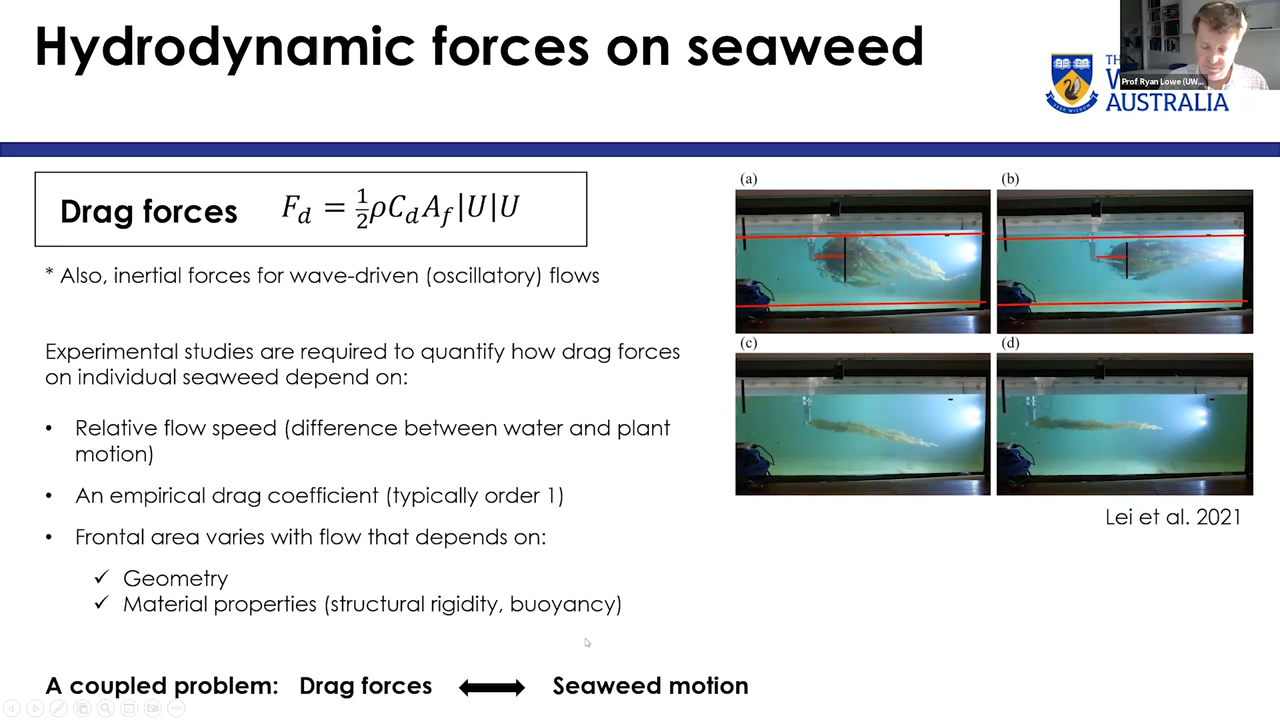 Hydrodynamic forces on seaweed
Prof Ryan Lowe (UW...
TH
W
AUSTRALIA
Drag forces F_d = ½ρC_dA_f|U|U
* Also, inertial forces for wave-driven (oscillatory) flows
Experimental studies are required to quantify how drag forces
on individual seaweed depend on:
• Relative flow speed (difference between water and plant
motion)
• An empirical drag coefficient (typically order 1)
• Frontal area varies with flow that depends on:
✓ Geometry
✓ Material properties (structural rigidity, buoyancy)
A coupled problem: Drag forces ⟷ Seaweed motion
(a)
(b)
(c)
(d)
Lei et al. 2021